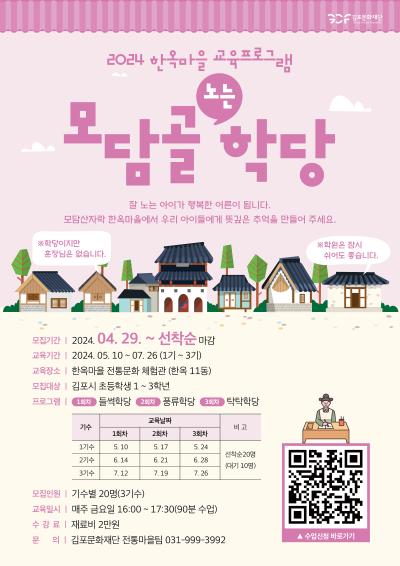 GCF 김포문화재단
2024 한옥마을 교육프로그램
모담골 노는 학당
잘 노는 아이가 행복한 어른이 됩니다.
모담산자락 한옥마을에서 우리 아이들에게 뜻깊은 추억을 만들어 주세요.
※학당이지만
훈장님은 없습니다.
※학원은 잠시
쉬어도 좋습니다.
모집기간 | 2024. 04. 29. ~ 선착순 마감
교육기간 | 2024. 05. 10 ~ 07. 26 (1기 ~ 3기)
교육장소 | 한옥마을 전통문화 체험관 (한옥 11동)
모집대상 | 김포시 초등학생 1 ~ 3학년
프로그램 | 1회차 들썩학당 2회차 풍류학당 3회차 탁탁학당
기수 교육날짜 비 고
1회차 2회차 3회차
1기수 5. 10 5. 17 5. 24 선착순20명
2기수 6. 14 6. 21 6. 28 (대기 10명)
3기수 7. 12 7. 19 7. 26
모집인원 | 기수별 20명(3기수)
교육일시 | 매주 금요일 16:00 ~ 17:30(90분 수업)
수 강 료 | 재료비 2만원
문 의 | 김포문화재단 전통마을팀 031-999-3992
▲ 수업신청 바로가기